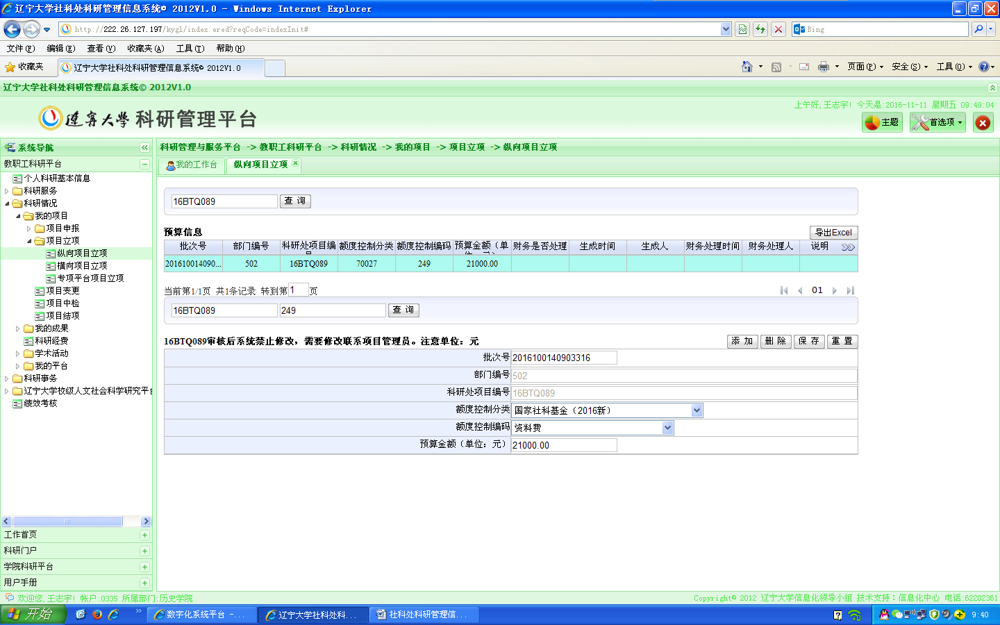 辽宁大学社科处科研管理信息系统© 2012V1.0 - Windows Internet Explorer
http://222.26.127.197/kygl/index.ered?reqCode=indexInit#
Bing
文件(F) 编辑(E) 查看(V) 收藏夹(A) 工具(T) 帮助(H)
收藏夹 辽宁大学社科处科研管理信息系统© 2012V1.0
页面(P) 安全(S) 工具(O)
辽宁大学社科处科研管理信息系统© 2012V1.0
上午好,王志宇! 今天是:2016-11-11 星期五 09:40:04
辽宁大学 科研管理平台
主题 首选项
系统导航
科研管理与服务平台 -> 教职工科研平台 -> 科研情况 -> 我的项目 -> 项目立项 -> 纵向项目立项
教职工科研平台
我的工作台 纵向项目立项
个人科研基本信息
科研服务
科研情况
我的项目
项目申报
项目立项
纵向项目立项
横向项目立项
专项平台项目立项
项目变更
项目中检
项目结项
我的成果
科研经费
学术活动
我的平台
科研事务
辽宁大学校级人文社会科学研究平台
绩效考核
工作首页
科研门户
学院科研平台
用户手册
16BTQ089 查 询
预算信息 导出Excel
批次号 部门编号 科研处项目编号 额度控制分类 额度控制编码 预算金额（单位：元） 财务是否处理 生成时间 生成人 财务处理时间 财务处理人 说明
201610014090... 502 16BTQ089 70027 249 21000.00
当前第1/1页 共1条记录 转到第 1 页 01
16BTQ089 249 查 询
16BTQ089审核后系统禁止修改，需要修改联系项目管理员。注意单位：元 添 加 删 除 保 存 重 置
批次号 2016100140903316
部门编号 502
科研处项目编号 16BTQ089
额度控制分类 国家社科基金（2016新）
额度控制编码 资料费
预算金额（单位：元） 21000.00
欢迎您,王志宇! 帐户:0335 所属部门:历史学院
Copyright© 2012 辽宁大学信息化领导小组 技术支持：信息化中心 电话:62202361
开始 数字化系统平台 -... 辽宁大学社科处科... 社科处科研管理信... 9:40